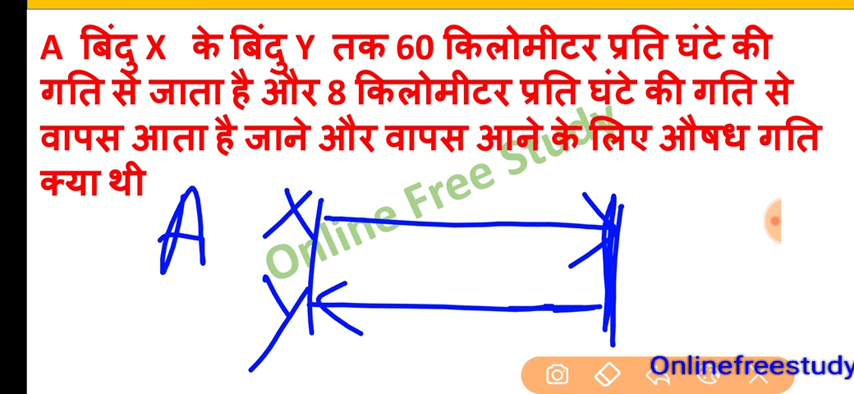 A बिंदु X के बिंदु Y तक 60 किलोमीटर प्रति घंटे की
गति से जाता है और 8 किलोमीटर प्रति घंटे की गति से
वापस आता है जाने और वापस आने के लिए औषध गति
क्या थी
Online Free Study
A X
y
Onlinefreestudy